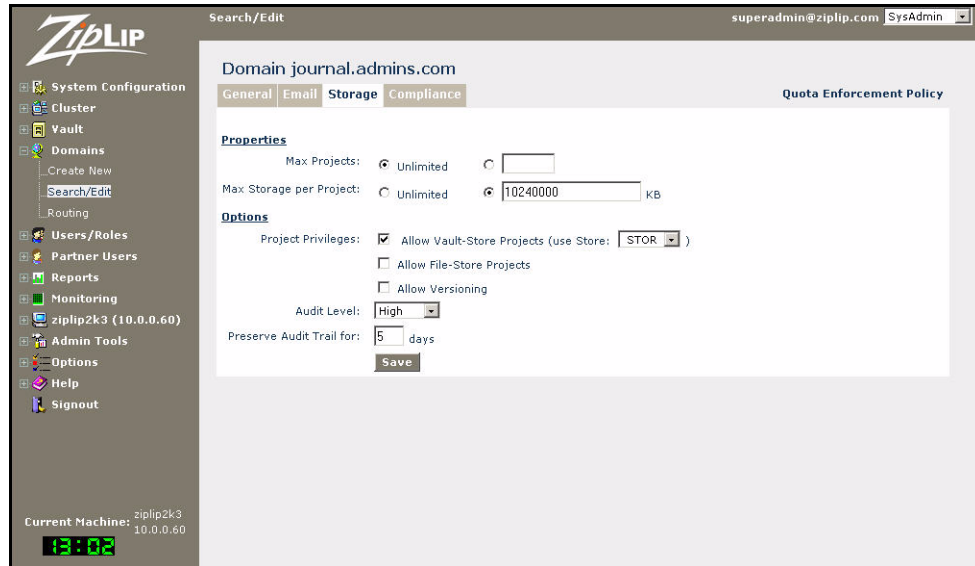 Search/Edit
superadmin@ziplip.com SysAdmin
ZipLip
System Configuration
Cluster
Vault
Domains
Create New
Search/Edit
Routing
Users/Roles
Partner Users
Reports
Monitoring
ziplip2k3 (10.0.0.60)
Admin Tools
Options
Help
Signout
Current Machine: ziplip2k3
10.0.0.60
13:02
Domain journal.admins.com
General Email Storage Compliance
Quota Enforcement Policy
Properties
Max Projects: Unlimited
Max Storage per Project: Unlimited 10240000 KB
Options
Project Privileges: Allow Vault-Store Projects (use Store: STOR )
Allow File-Store Projects
Allow Versioning
Audit Level: High
Preserve Audit Trail for: 5 days
Save